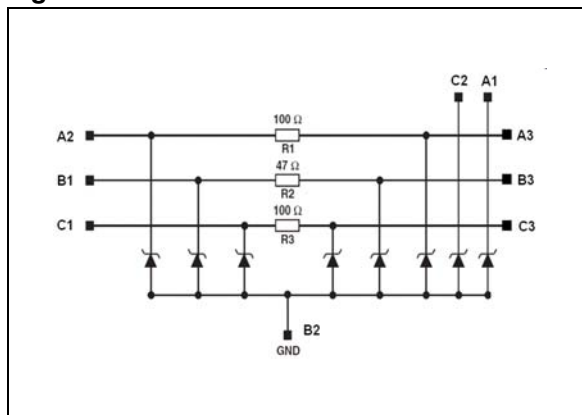 C2 A1
100 Ω
A2 A3
R1
47 Ω
B1 B3
R2
100 Ω
C1 C3
R3
B2
GND